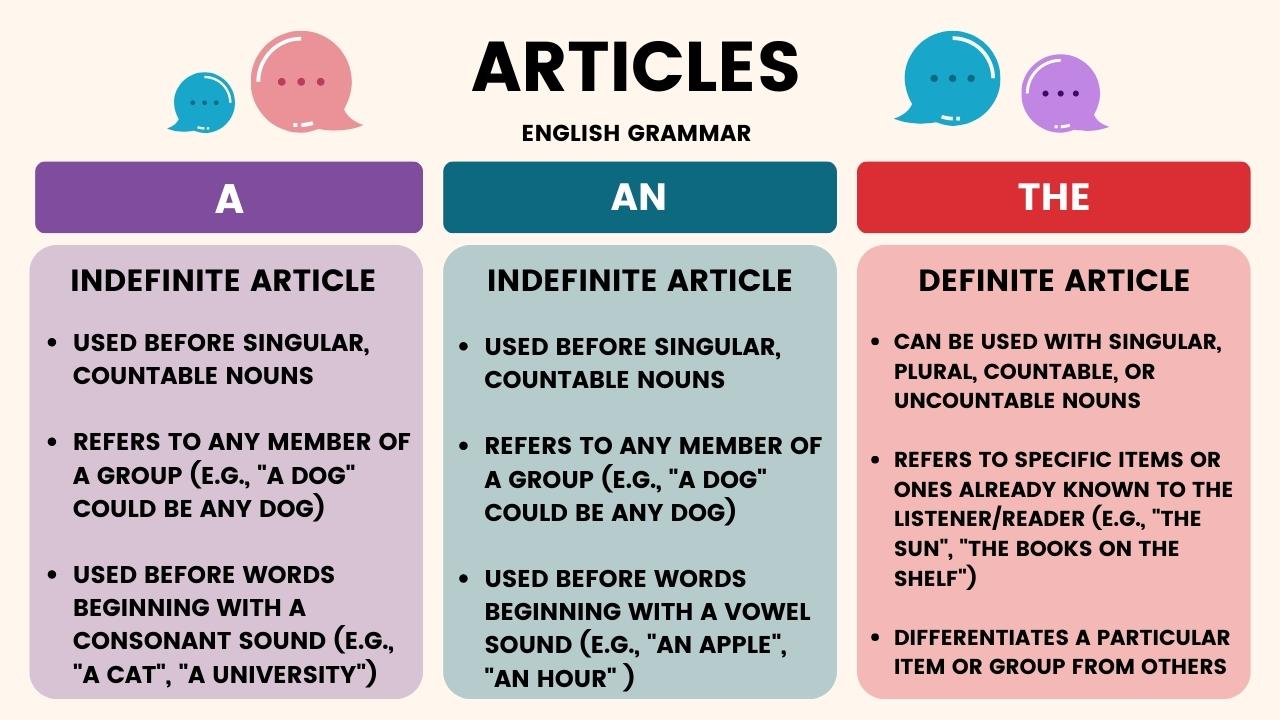 ARTICLES
ENGLISH GRAMMAR
A
INDEFINITE ARTICLE
• USED BEFORE SINGULAR,
COUNTABLE NOUNS
• REFERS TO ANY MEMBER OF
A GROUP (E.G., "A DOG"
COULD BE ANY DOG)
• USED BEFORE WORDS
BEGINNING WITH A
CONSONANT SOUND (E.G.,
"A CAT", "A UNIVERSITY")
AN
INDEFINITE ARTICLE
• USED BEFORE SINGULAR,
COUNTABLE NOUNS
• REFERS TO ANY MEMBER OF
A GROUP (E.G., "A DOG"
COULD BE ANY DOG)
• USED BEFORE WORDS
BEGINNING WITH A VOWEL
SOUND (E.G., "AN APPLE",
"AN HOUR" )
THE
DEFINITE ARTICLE
• CAN BE USED WITH SINGULAR,
PLURAL, COUNTABLE, OR
UNCOUNTABLE NOUNS
• REFERS TO SPECIFIC ITEMS OR
ONES ALREADY KNOWN TO THE
LISTENER/READER (E.G., "THE
SUN", "THE BOOKS ON THE
SHELF")
• DIFFERENTIATES A PARTICULAR
ITEM OR GROUP FROM OTHERS